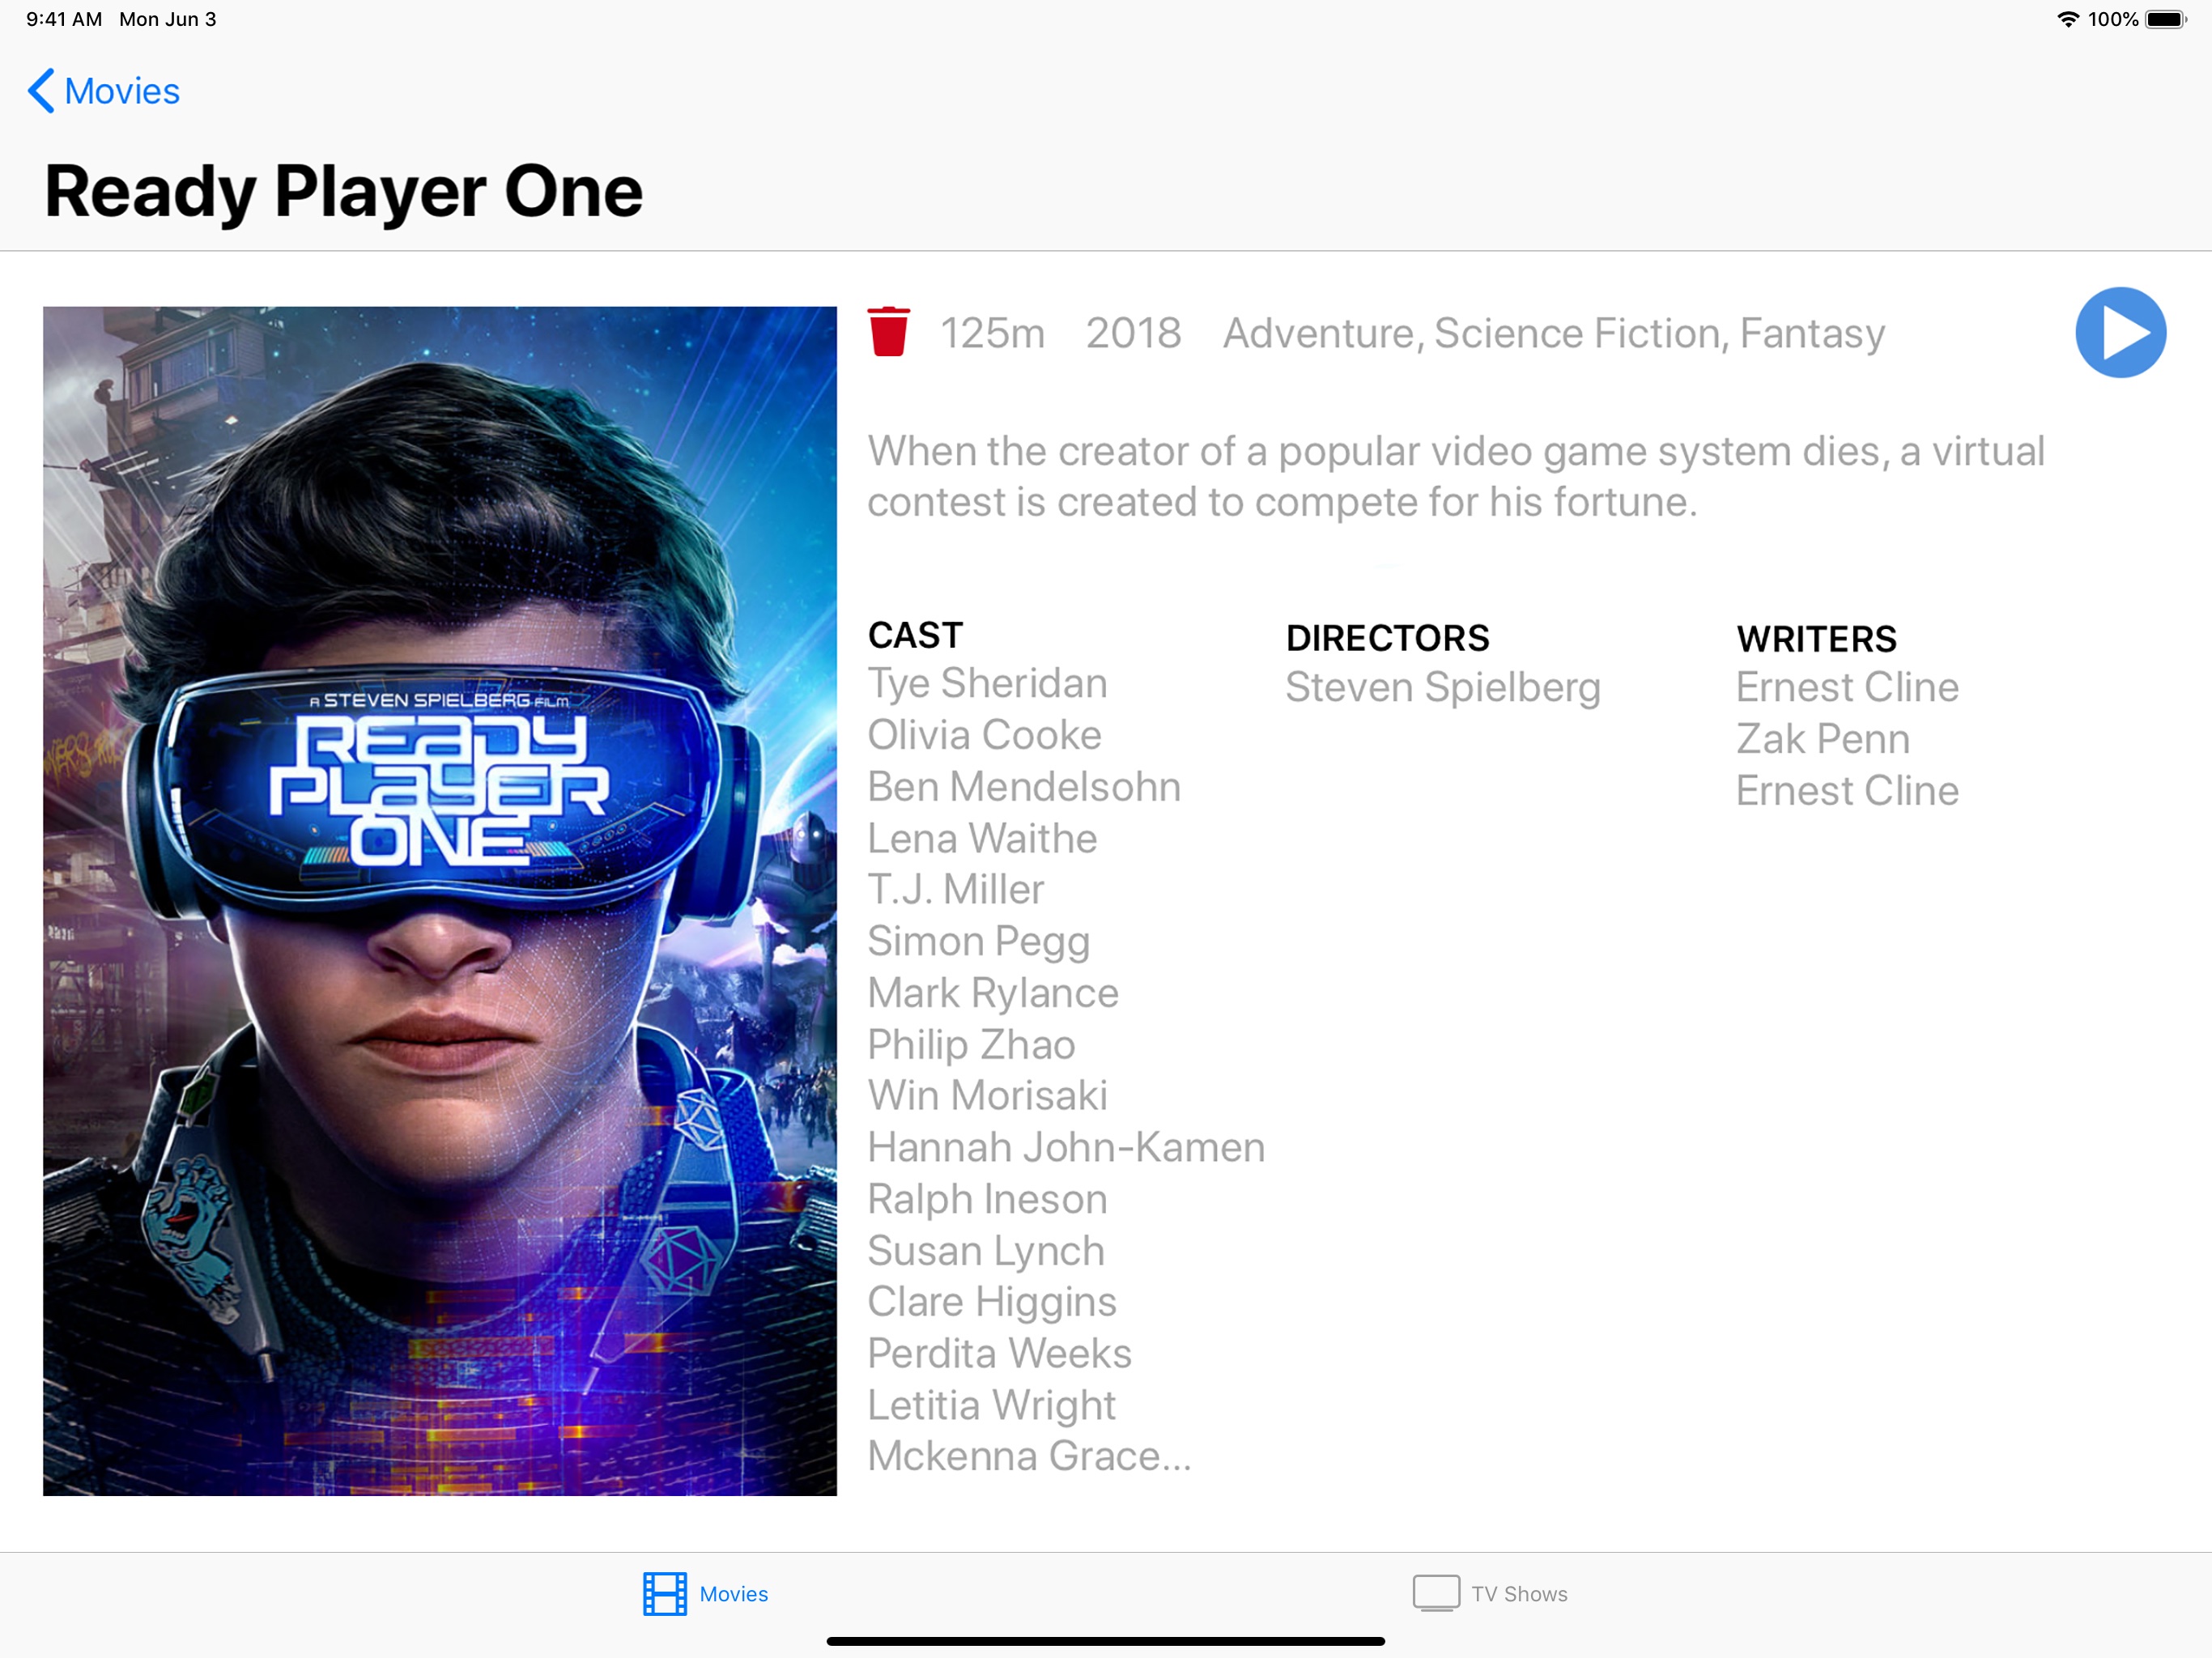 9:41 AM Mon Jun 3
100%
Movies
Ready Player One
125m 2018 Adventure, Science Fiction, Fantasy
When the creator of a popular video game system dies, a virtual
contest is created to compete for his fortune.
A STEVEN SPIELBERG FILM
READY
PLAYER
ONE
CAST
Tye Sheridan
Olivia Cooke
Ben Mendelsohn
Lena Waithe
T.J. Miller
Simon Pegg
Mark Rylance
Philip Zhao
Win Morisaki
Hannah John-Kamen
Ralph Ineson
Susan Lynch
Clare Higgins
Perdita Weeks
Letitia Wright
Mckenna Grace...
DIRECTORS
Steven Spielberg
WRITERS
Ernest Cline
Zak Penn
Ernest Cline
Movies
TV Shows